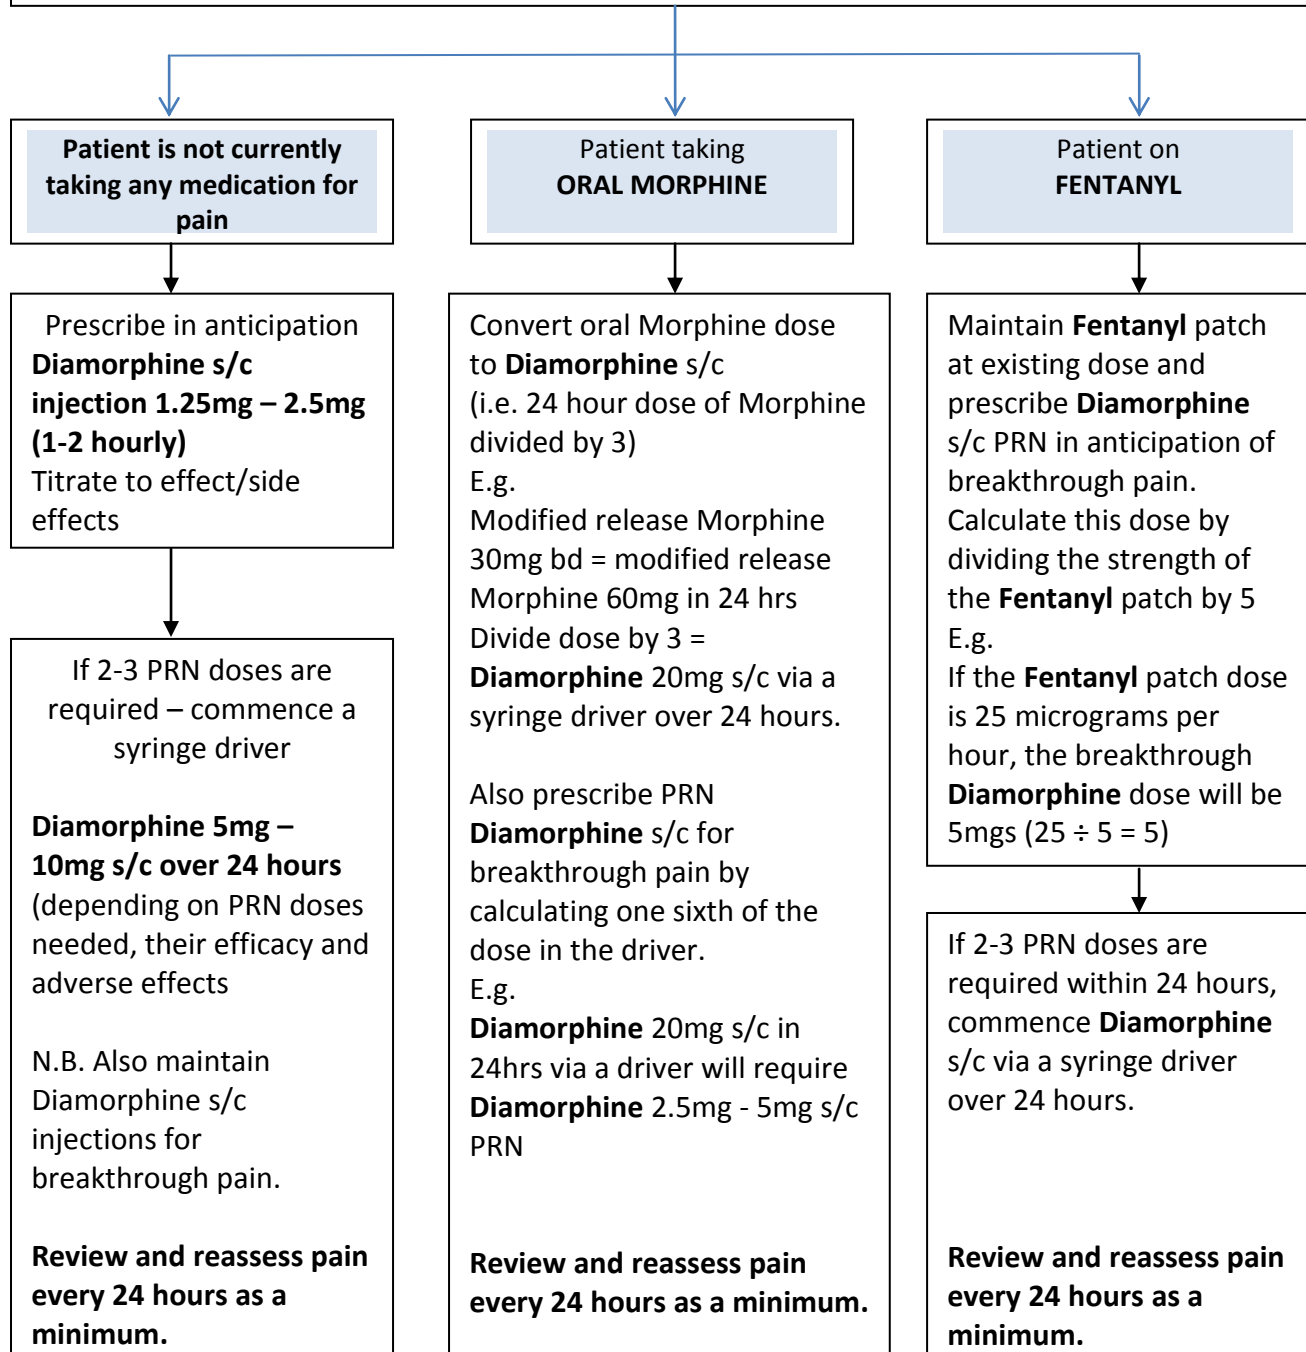 Patient is not currently
taking any medication for
pain
Prescribe in anticipation
Diamorphine s/c
injection 1.25mg – 2.5mg
(1-2 hourly)
Titrate to effect/side
effects
If 2-3 PRN doses are
required – commence a
syringe driver
Diamorphine 5mg –
10mg s/c over 24 hours
(depending on PRN doses
needed, their efficacy and
adverse effects
N.B. Also maintain
Diamorphine s/c
injections for
breakthrough pain.
Review and reassess pain
every 24 hours as a
minimum.
Patient taking
ORAL MORPHINE
Convert oral Morphine dose
to Diamorphine s/c
(i.e. 24 hour dose of Morphine
divided by 3)
E.g.
Modified release Morphine
30mg bd = modified release
Morphine 60mg in 24 hrs
Divide dose by 3 =
Diamorphine 20mg s/c via a
syringe driver over 24 hours.
Also prescribe PRN
Diamorphine s/c for
breakthrough pain by
calculating one sixth of the
dose in the driver.
E.g.
Diamorphine 20mg s/c in
24hrs via a driver will require
Diamorphine 2.5mg - 5mg s/c
PRN
Review and reassess pain
every 24 hours as a minimum.
Patient on
FENTANYL
Maintain Fentanyl patch
at existing dose and
prescribe Diamorphine
s/c PRN in anticipation of
breakthrough pain.
Calculate this dose by
dividing the strength of
the Fentanyl patch by 5
E.g.
If the Fentanyl patch dose
is 25 micrograms per
hour, the breakthrough
Diamorphine dose will be
5mgs (25 ÷ 5 = 5)
If 2-3 PRN doses are
required within 24 hours,
commence Diamorphine
s/c via a syringe driver
over 24 hours.
Review and reassess pain
every 24 hours as a
minimum.